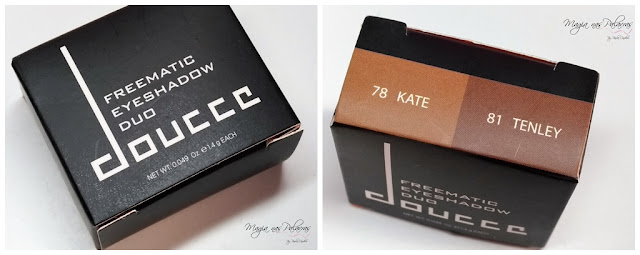 FREEMATIC
EYESHADOW
DUO
doucce
NET WT. 0.049 Oz ℮ 1.4 g EACH
Magia nas Palavras
Magia nas Palavras
78 KATE
81 TENLEY
FREEMATIC
EYESHADOW
DUO
doucce